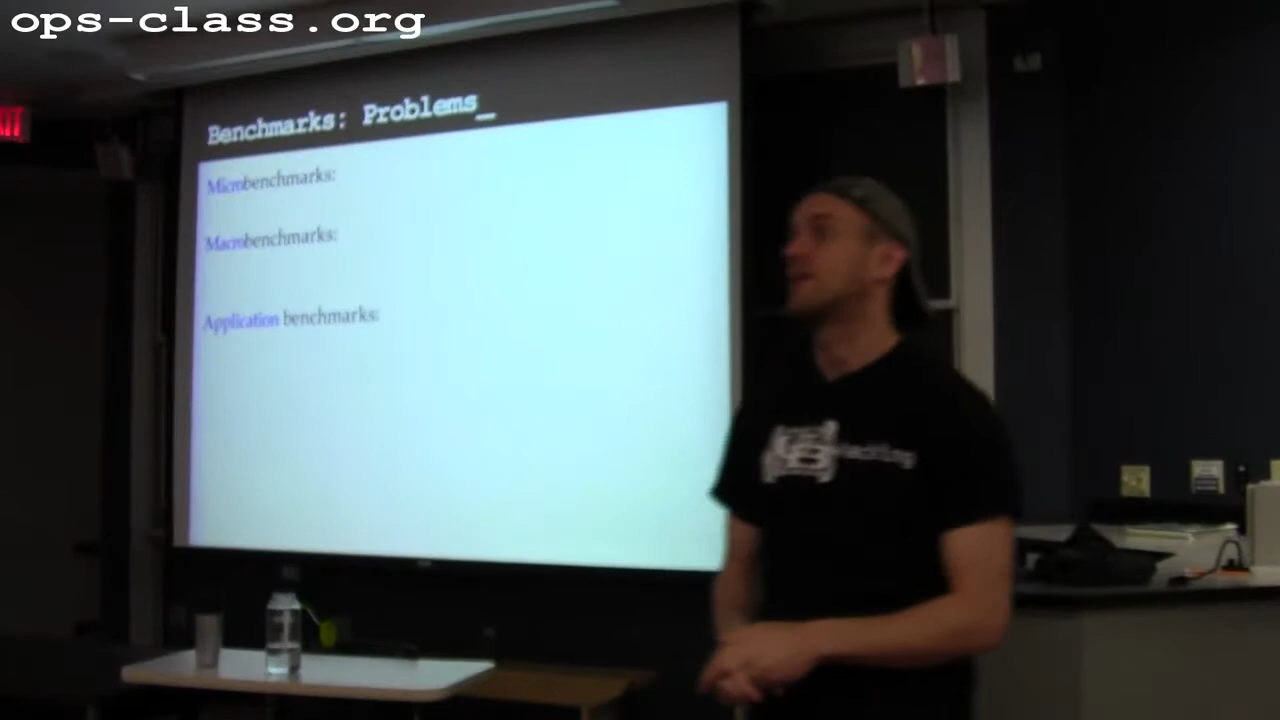 ops-class.org
Benchmarks: Problems_
Microbenchmarks:
Macrobenchmarks:
Application benchmarks: